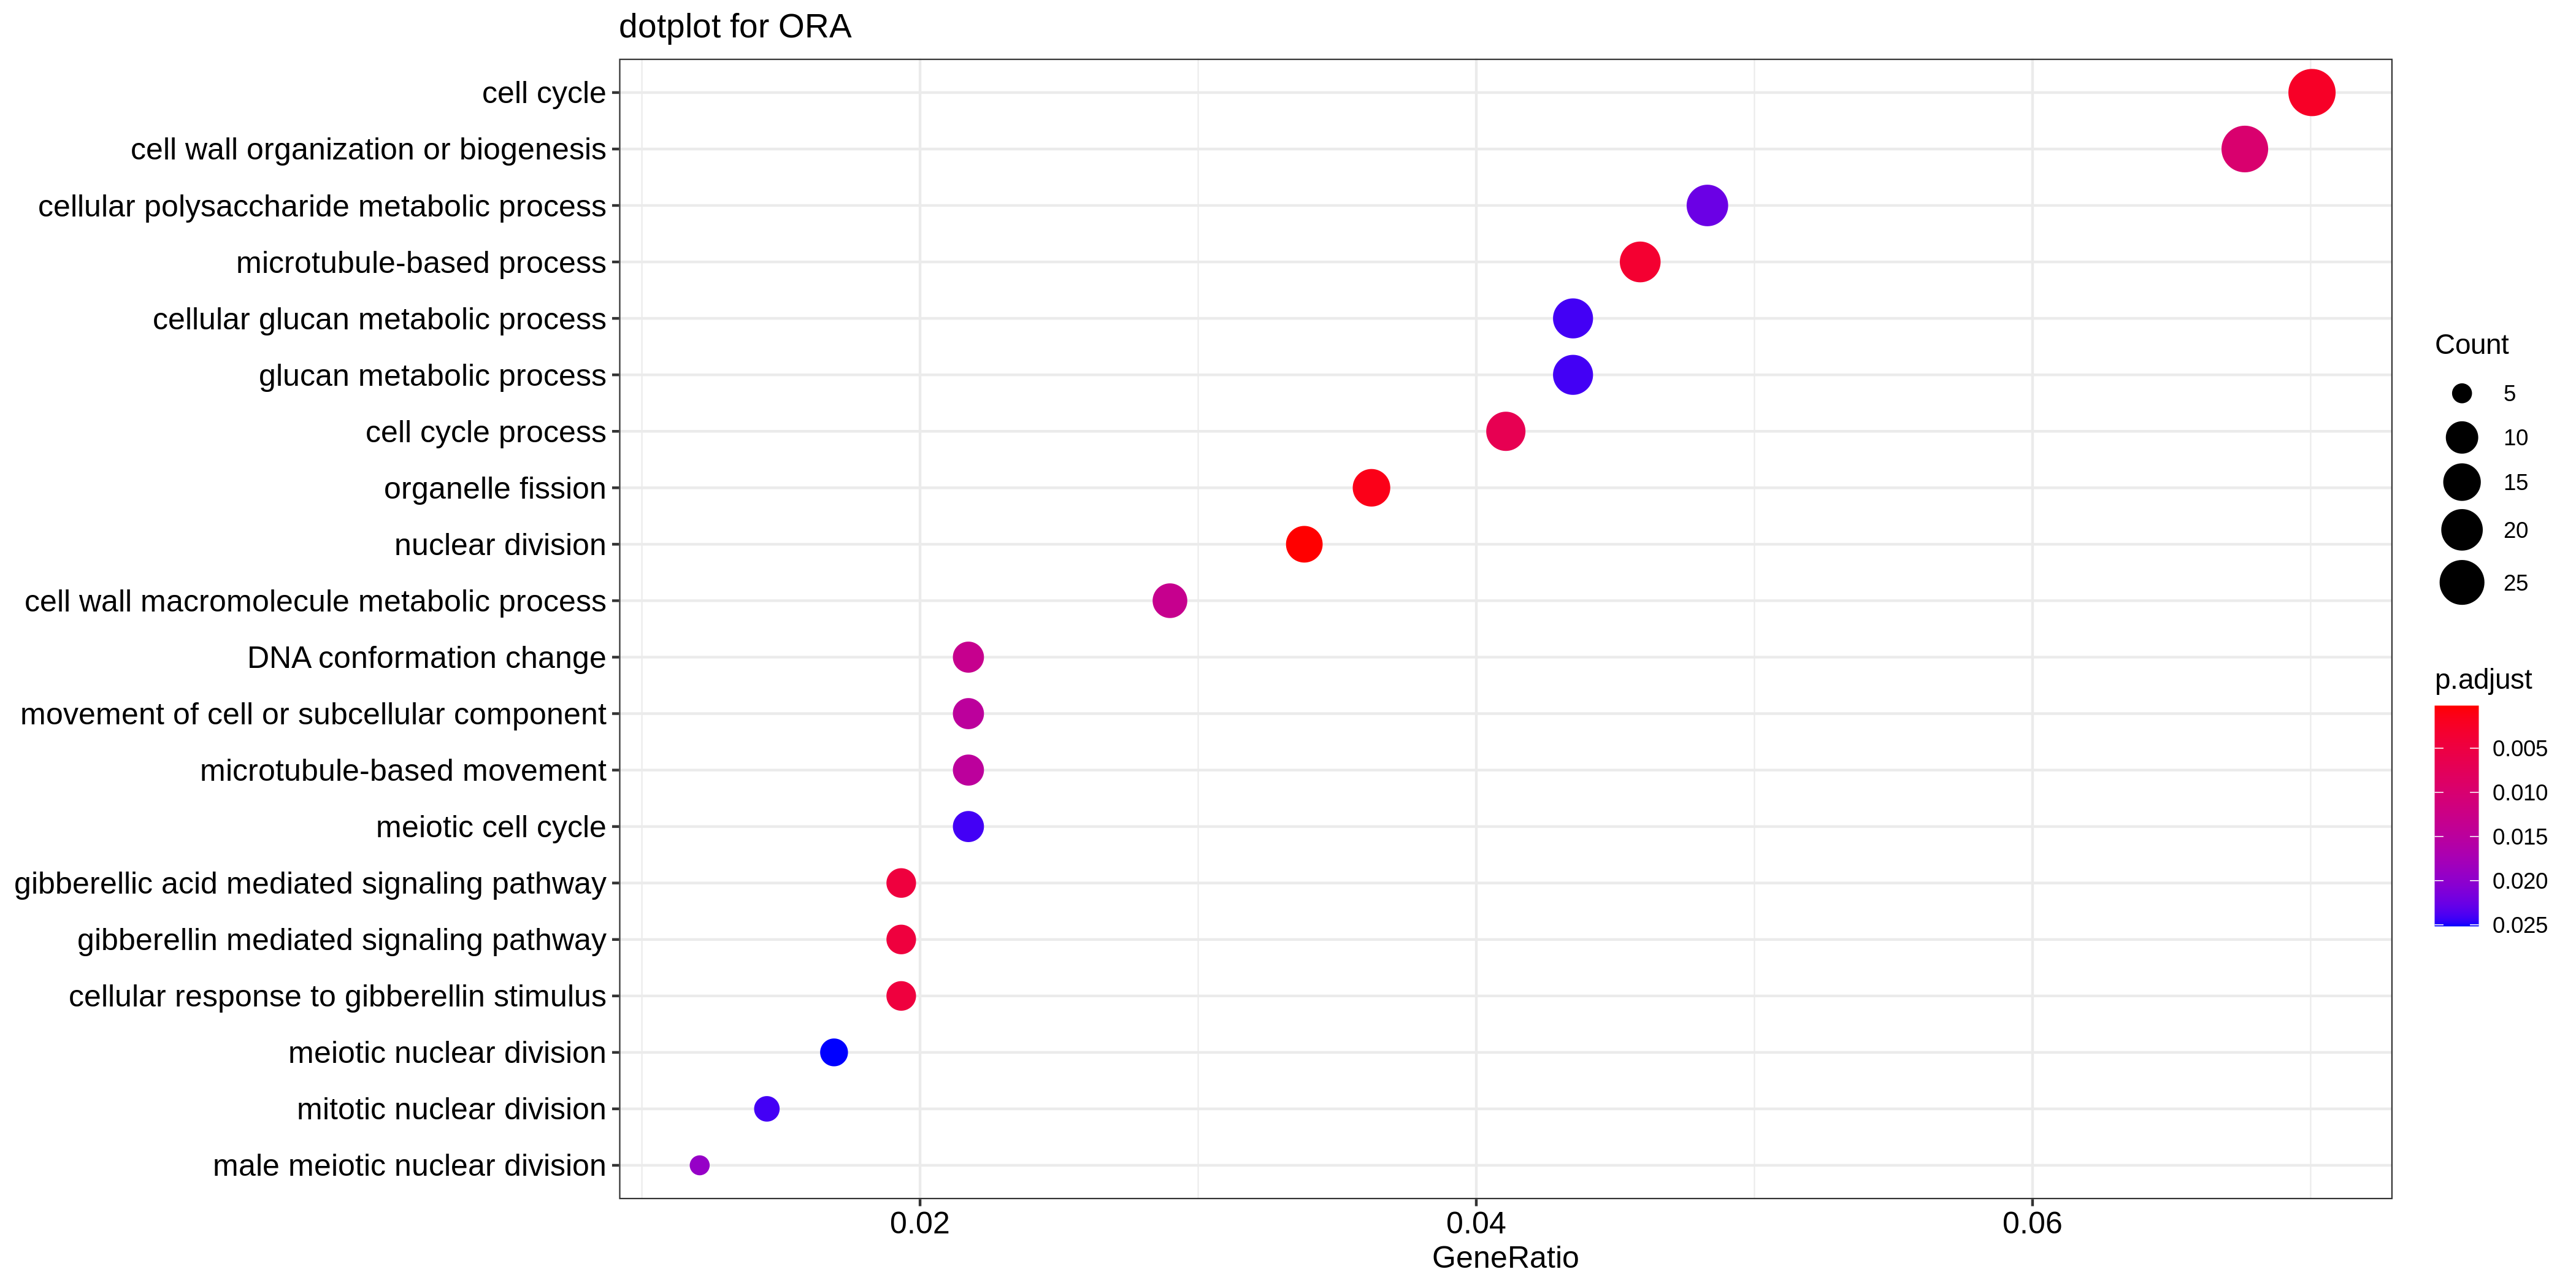 dotplot for ORA
cell cycle
cell wall organization or biogenesis
cellular polysaccharide metabolic process
microtubule-based process
cellular glucan metabolic process
glucan metabolic process
cell cycle process
organelle fission
nuclear division
cell wall macromolecule metabolic process
DNA conformation change
movement of cell or subcellular component
microtubule-based movement
meiotic cell cycle
gibberellic acid mediated signaling pathway
gibberellin mediated signaling pathway
cellular response to gibberellin stimulus
meiotic nuclear division
mitotic nuclear division
male meiotic nuclear division
0.02 0.04 0.06
GeneRatio
Count
5
10
15
20
25
p.adjust
0.005
0.010
0.015
0.020
0.025